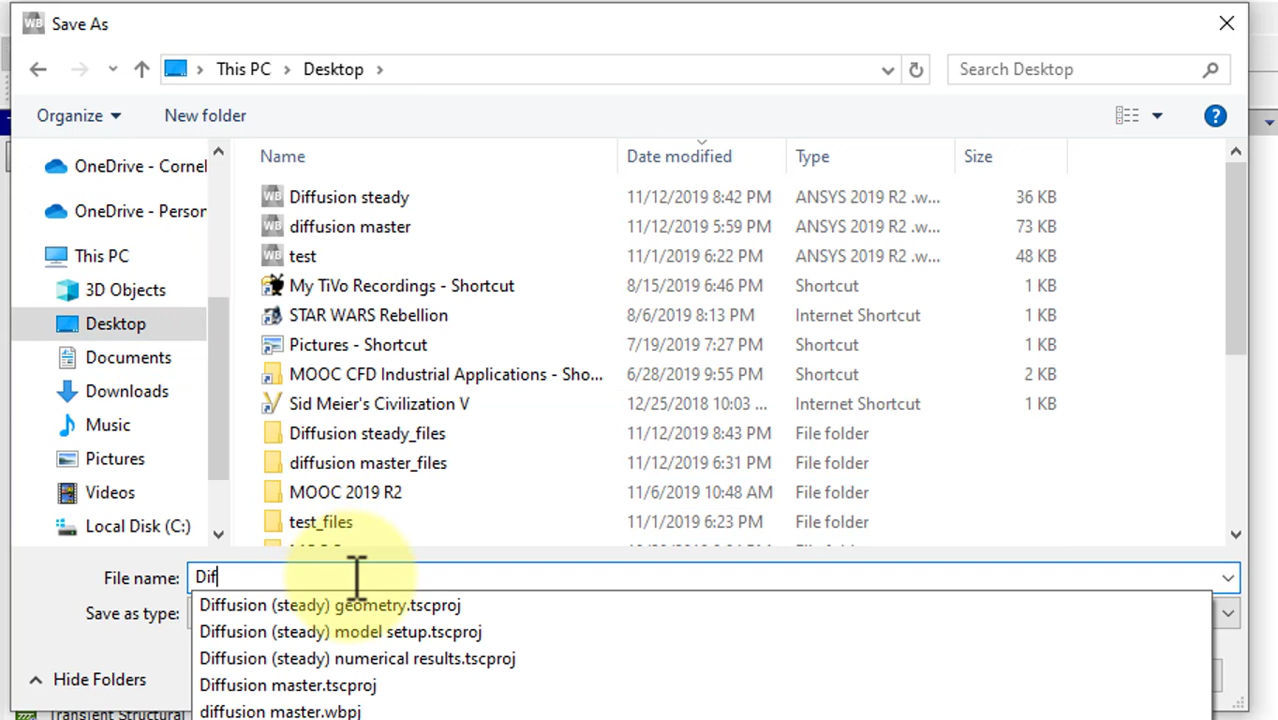 WB Save As
This PC > Desktop >
Search Desktop
Organize
New folder
Name Date modified Type Size
OneDrive - Cornel
OneDrive - Person
This PC
3D Objects
Desktop
Documents
Downloads
Music
Pictures
Videos
Local Disk (C:)
WB Diffusion steady 11/12/2019 8:42 PM ANSYS 2019 R2 .w... 36 KB
WB diffusion master 11/12/2019 5:59 PM ANSYS 2019 R2 .w... 73 KB
WB test 11/1/2019 6:22 PM ANSYS 2019 R2 .w... 48 KB
My TiVo Recordings - Shortcut 8/15/2019 6:46 PM Shortcut 1 KB
STAR WARS Rebellion 8/6/2019 8:13 PM Internet Shortcut 1 KB
Pictures - Shortcut 7/19/2019 7:27 PM Shortcut 1 KB
MOOC CFD Industrial Applications - Sho... 6/28/2019 9:55 PM Shortcut 2 KB
Sid Meier's Civilization V 12/25/2018 10:03 ... Internet Shortcut 1 KB
Diffusion steady_files 11/12/2019 8:43 PM File folder
diffusion master_files 11/12/2019 6:31 PM File folder
MOOC 2019 R2 11/6/2019 10:48 AM File folder
test_files 11/1/2019 6:23 PM File folder
File name: Dif
Save as type:
Diffusion (steady) geometry.tscproj
Diffusion (steady) model setup.tscproj
Diffusion (steady) numerical results.tscproj
Diffusion master.tscproj
diffusion master.wbpj
Hide Folders
Transient Structural